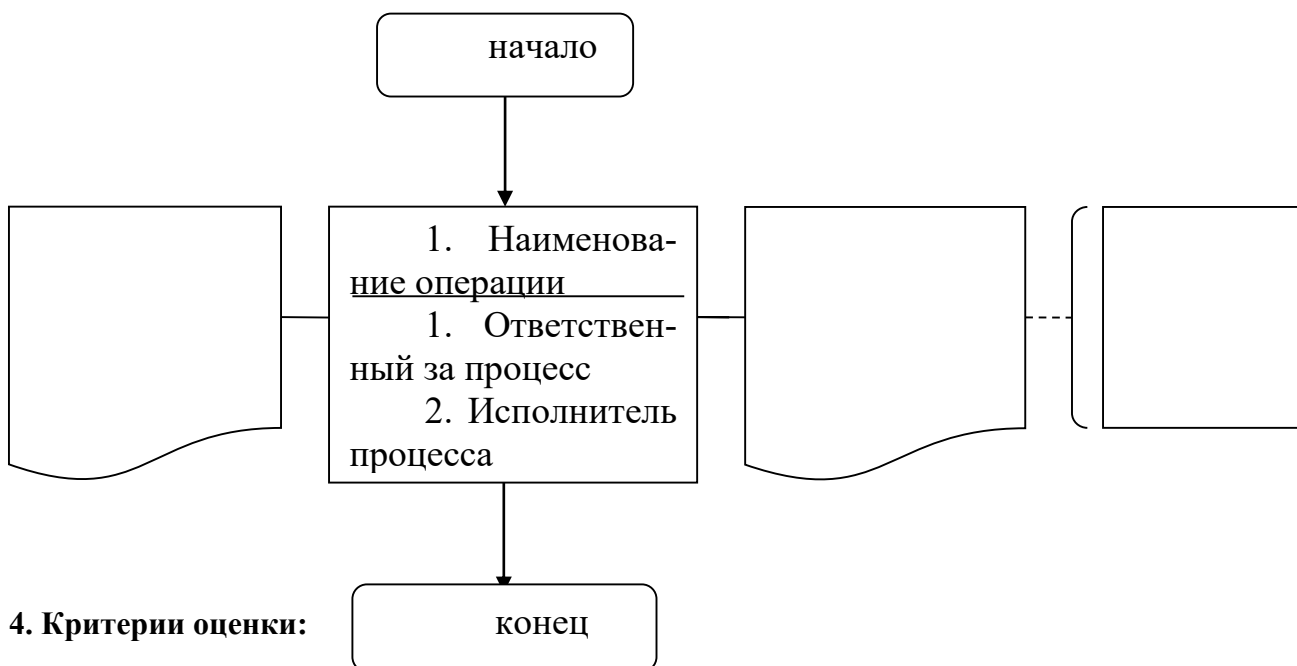 начало
1. Наименова-
ние операции
1. Ответствен-
ный за процесс
2. Исполнитель
процесса
4. Критерии оценки:
конец